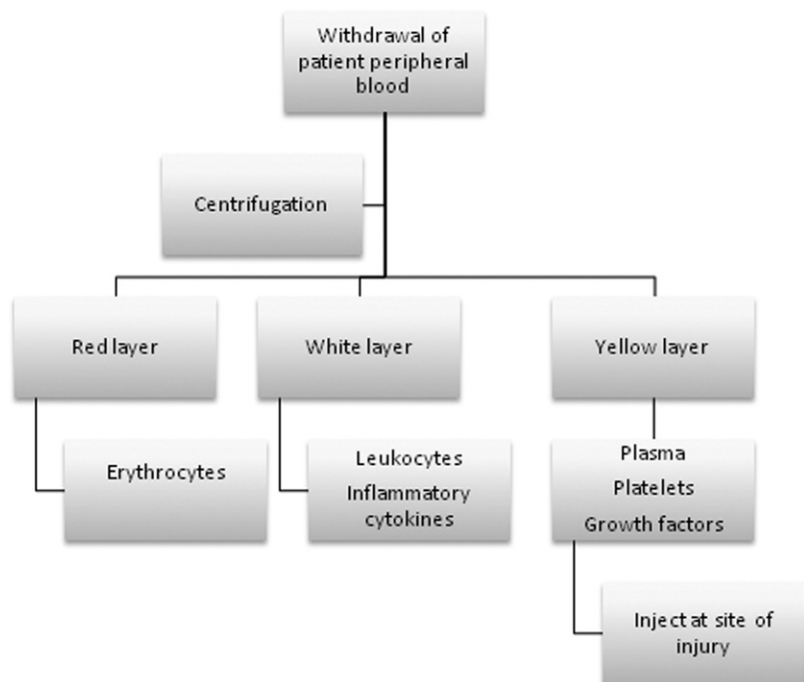 Withdrawal of
patient peripheral
blood
Centrifugation
Red layer
White layer
Yellow layer
Erythrocytes
Leukocytes
Inflammatory
cytokines
Plasma
Platelets
Growth factors
Inject at site of
injury